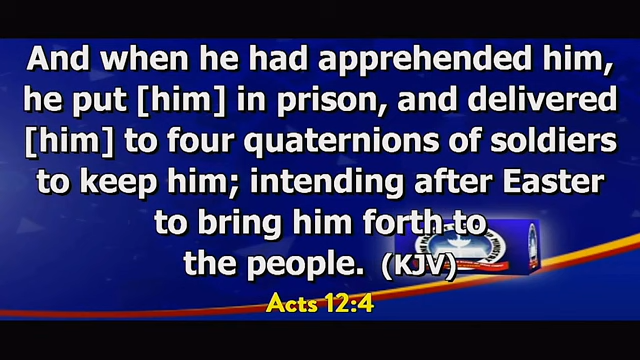 And when he had apprehended him,
he put [him] in prison, and delivered
[him] to four quaternions of soldiers
to keep him; intending after Easter
to bring him forth to
the people. (KJV)
Acts 12:4